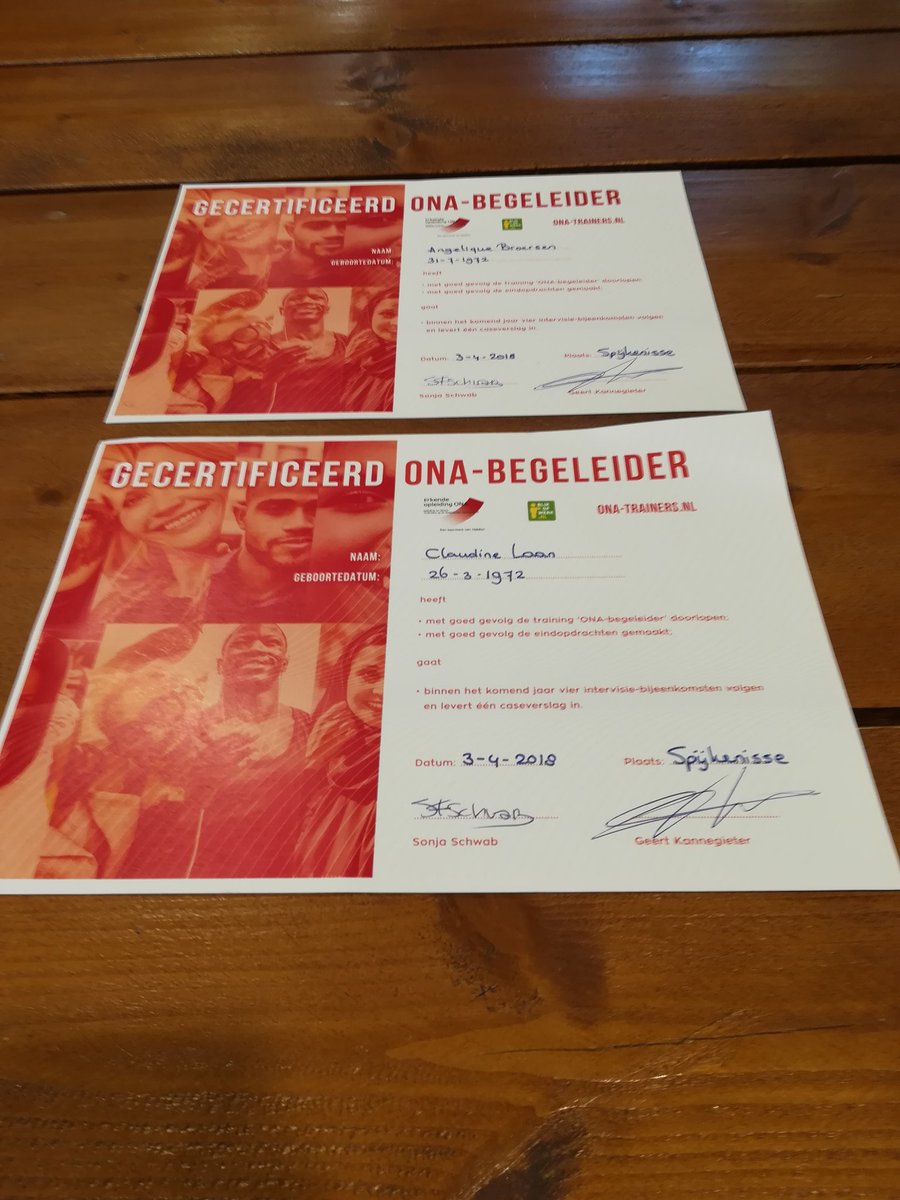 GECERTIFICEERD ONA-BEGELEIDER
ONA-TRAINERS.NL
NAAM: Angelique Broersen
GEBOORTEDATUM: 31-7-1972
heeft
• met goed gevolg de training 'ONA-begeleider' doorlopen;
• met goed gevolg de eindopdrachten gemaakt;
gaat
• binnen het komend jaar vier intervisie-bijeenkomsten volgen
en levert één caseverslag in.
Datum: 3-4-2018 Plaats: Spijkenisse
Sonja Schwab Geert Kannegieter
GECERTIFICEERD ONA-BEGELEIDER
erkende
opleiding ONA
ONA-TRAINERS.NL
NAAM: Claudine Laan
GEBOORTEDATUM: 26-3-1972
heeft
• met goed gevolg de training 'ONA-begeleider' doorlopen;
• met goed gevolg de eindopdrachten gemaakt;
gaat
• binnen het komend jaar vier intervisie-bijeenkomsten volgen
en levert één caseverslag in.
Datum: 3-4-2018 Plaats: Spijkenisse
Sonja Schwab Geert Kannegieter